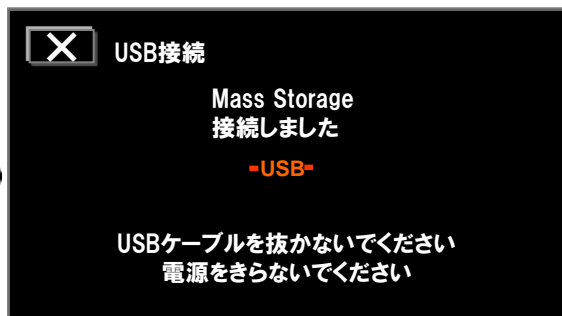 USB接続
Mass Storage
接続しました
-USB-
USBケーブルを抜かないでください
電源をきらないでください